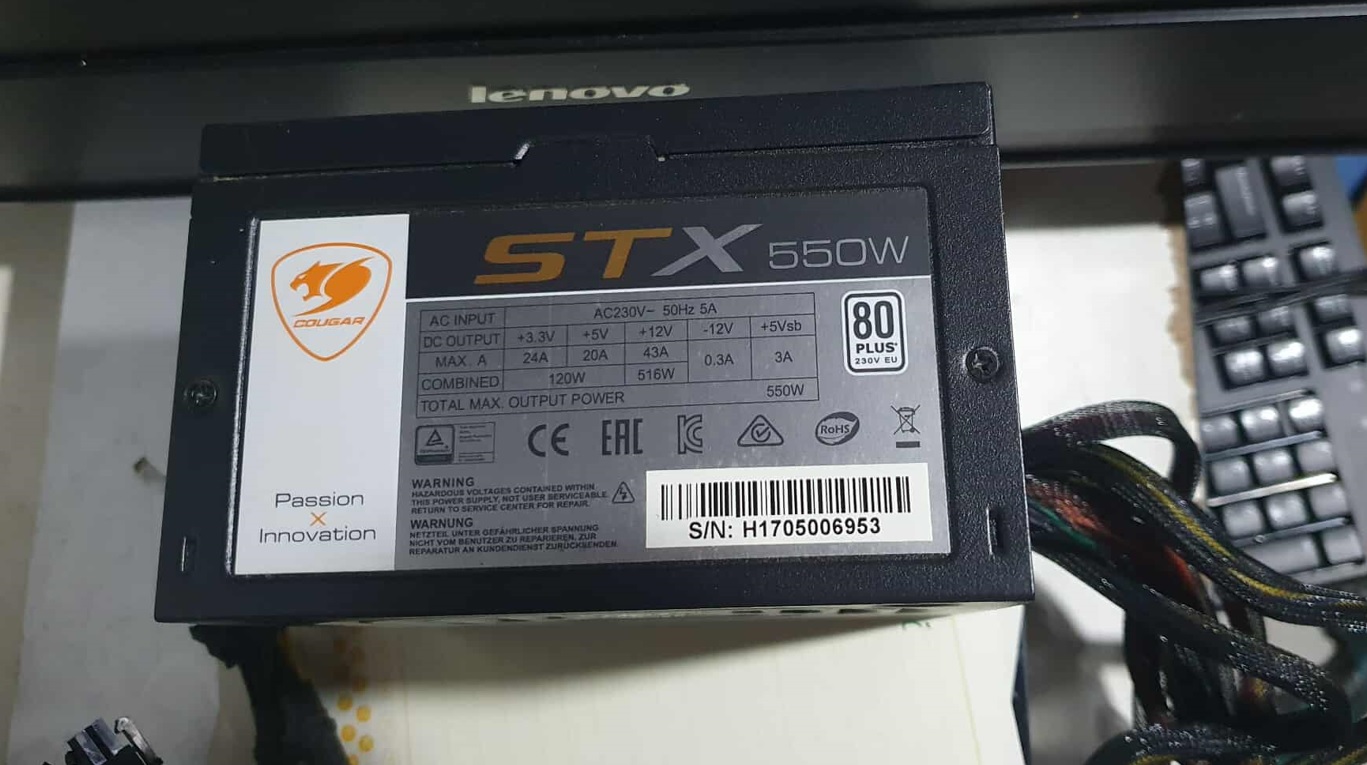 lenovo
STX 550W
COUGAR
AC INPUT AC230V~ 50Hz 5A
DC OUTPUT +3.3V +5V +12V -12V +5Vsb
MAX. A 24A 20A 43A 0.3A 3A
COMBINED 120W 516W
TOTAL MAX. OUTPUT POWER 550W
80
PLUS
230V EU
CE EAC RoHS
Passion
×
Innovation
WARNING
HAZARDOUS VOLTAGES CONTAINED WITHIN
THIS POWER SUPPLY, NOT USER SERVICEABLE.
RETURN TO SERVICE CENTER FOR REPAIR.
WARNUNG
NETZTEIL UNTER GEFÄHRLICHER SPANNUNG
NICHT VOM BENUTZER ZU REPARIEREN, ZUR
REPARATUR AN KUNDENDIENST ZURÜCKSENDEN.
S/N: H1705006953